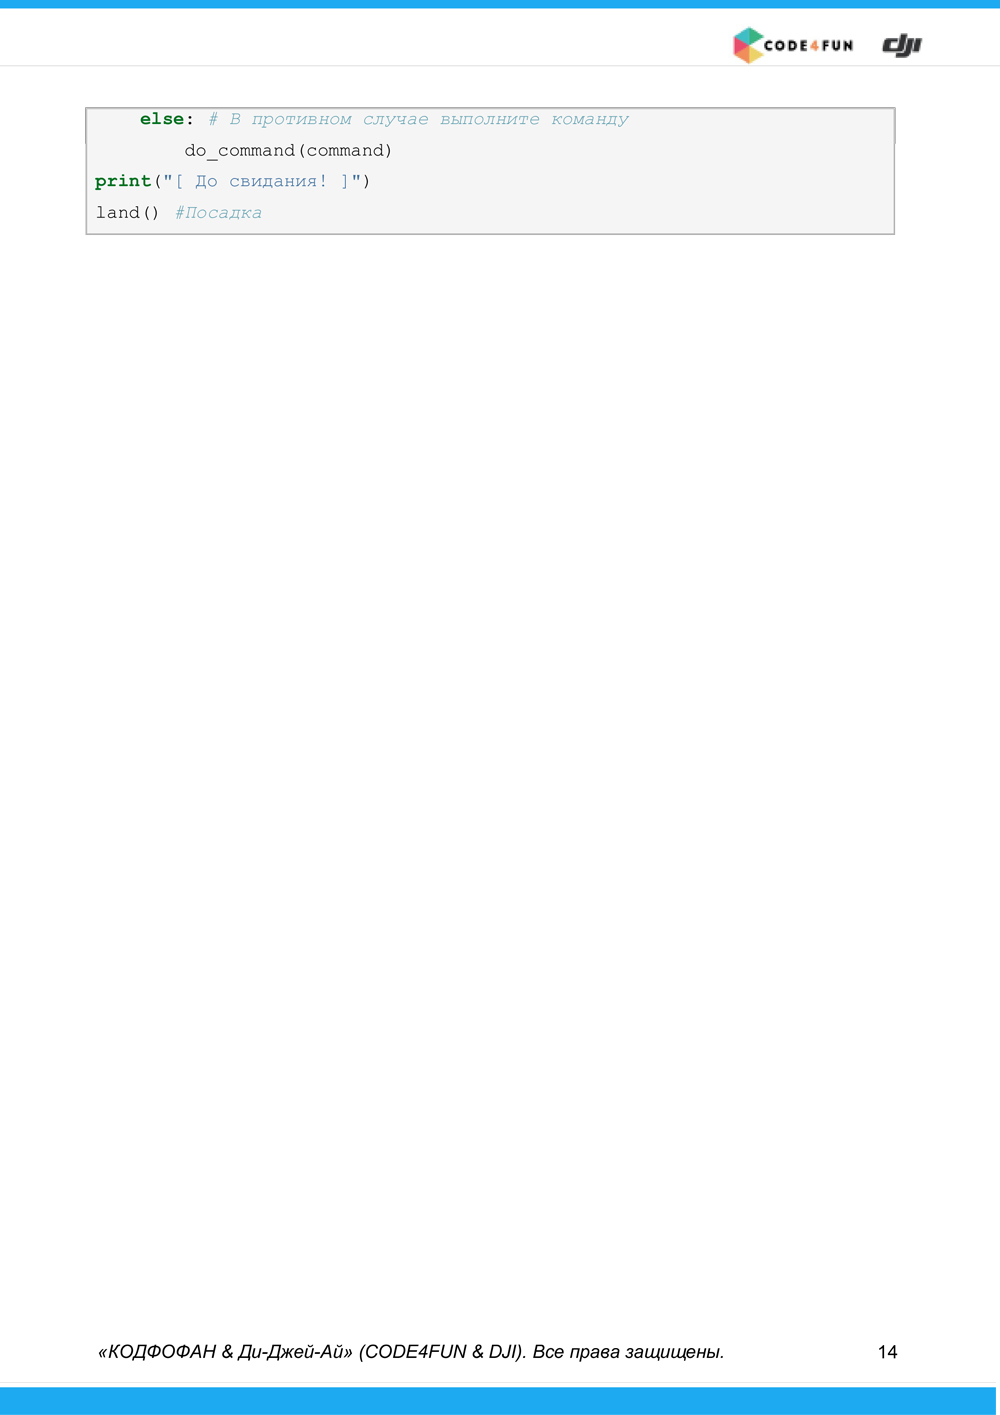 CODE4FUN dji
    else: # В противном случае выполните команду
        do_command(command)
print("[ До свидания! ]")
land() #Посадка
«КОДФОФАН & Ди-Джей-Ай» (CODE4FUN & DJI). Все права защищены. 14